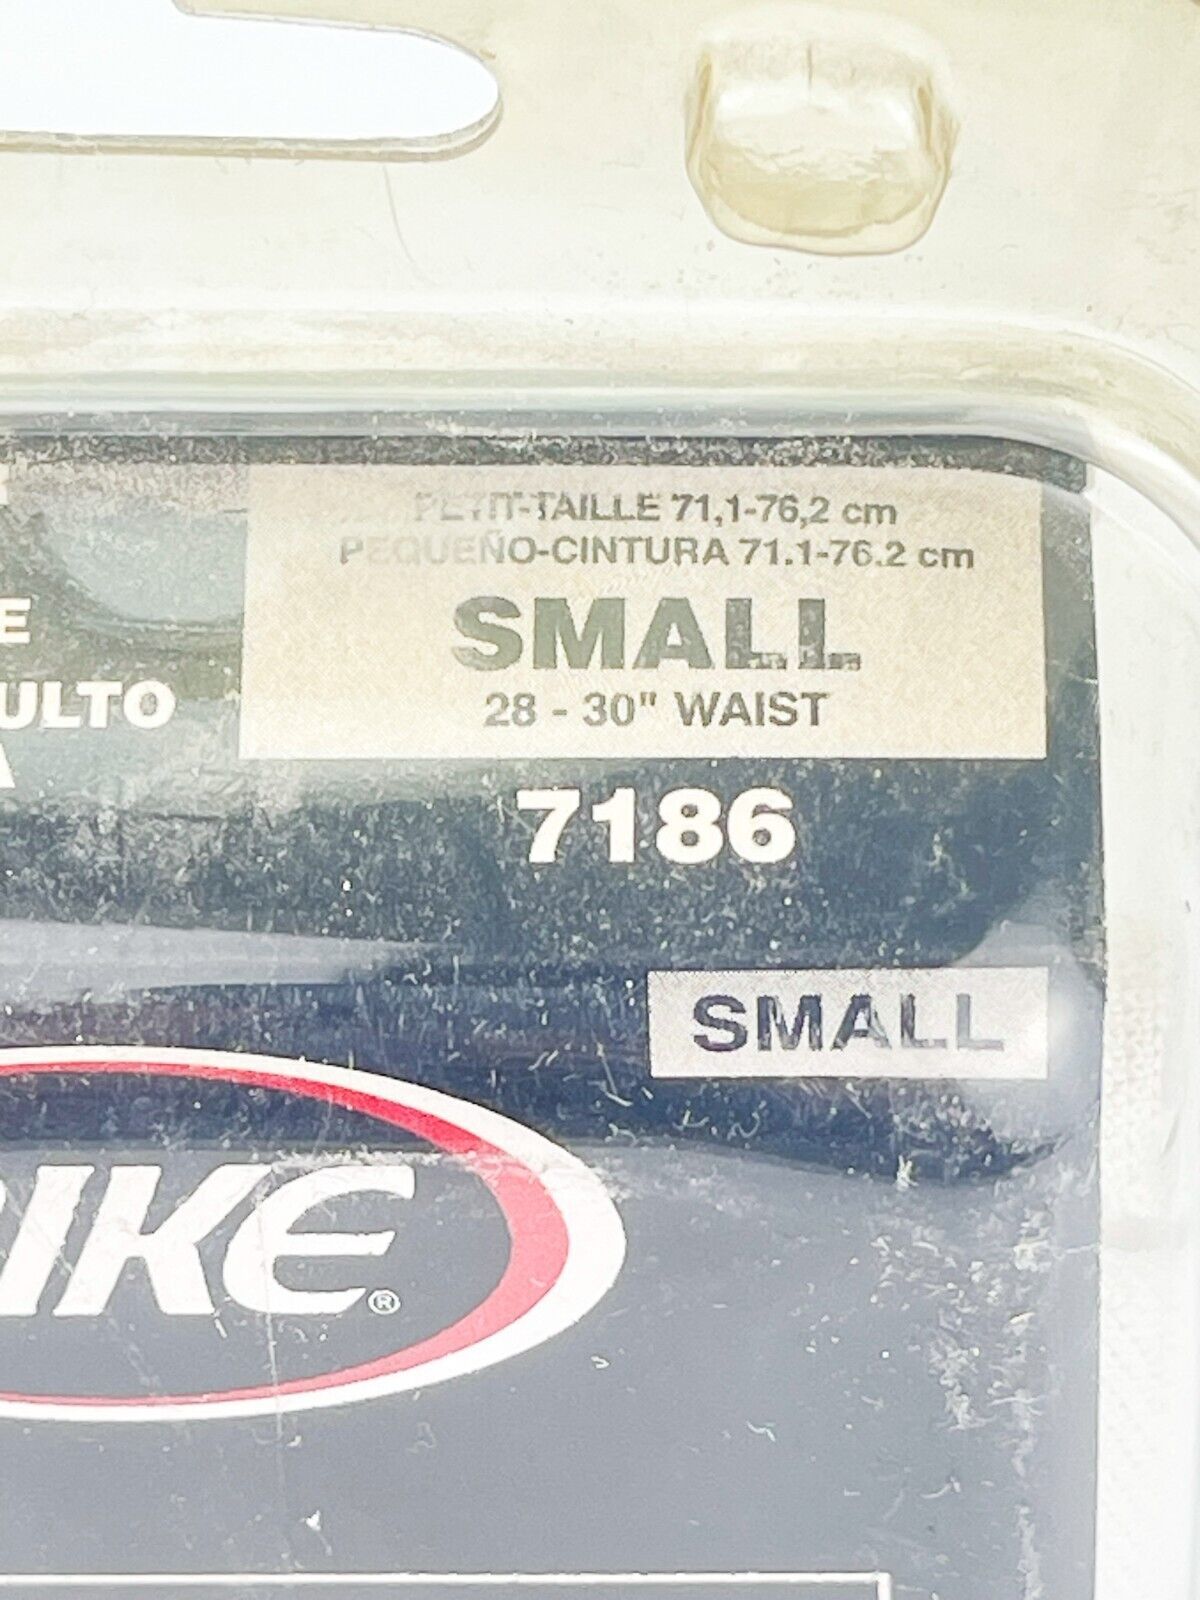 PETIT-TAILLE 71,1-76,2 cm
PEQUEÑO-CINTURA 71.1-76.2 cm
SMALL
28 - 30" WAIST
E
ULTO
A
7186
SMALL
IKE®